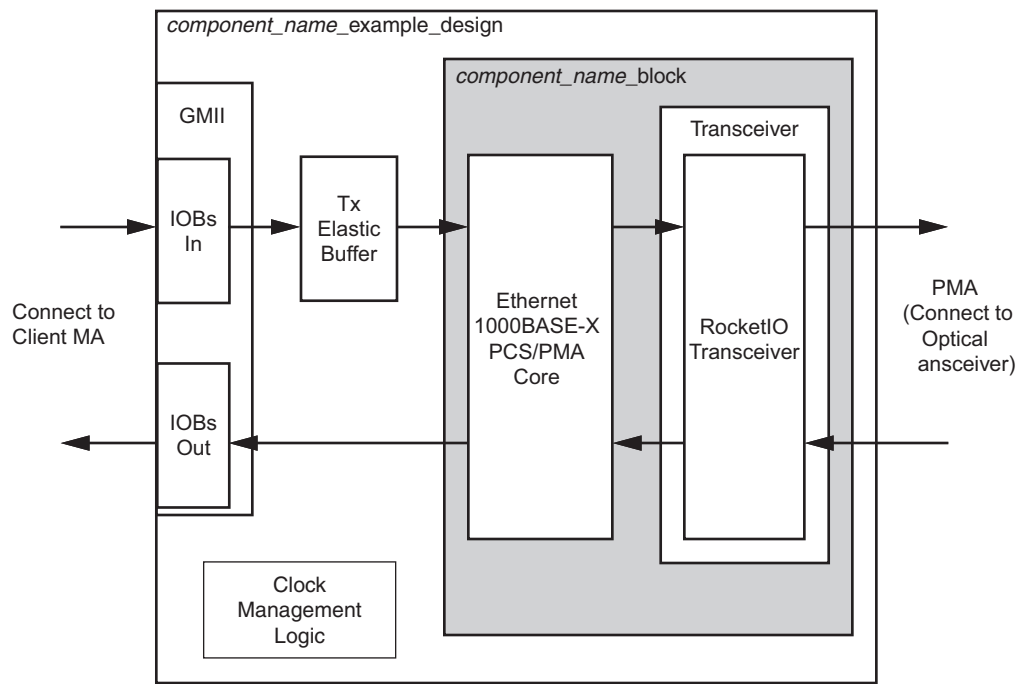 component_name_example_design
component_name_block
GMII
Transceiver
IOBs
In
Tx
Elastic
Buffer
Connect to
Client MA
Ethernet
1000BASE-X
PCS/PMA
Core
RocketIO
Transceiver
PMA
(Connect to
Optical
ansceiver)
IOBs
Out
Clock
Management
Logic